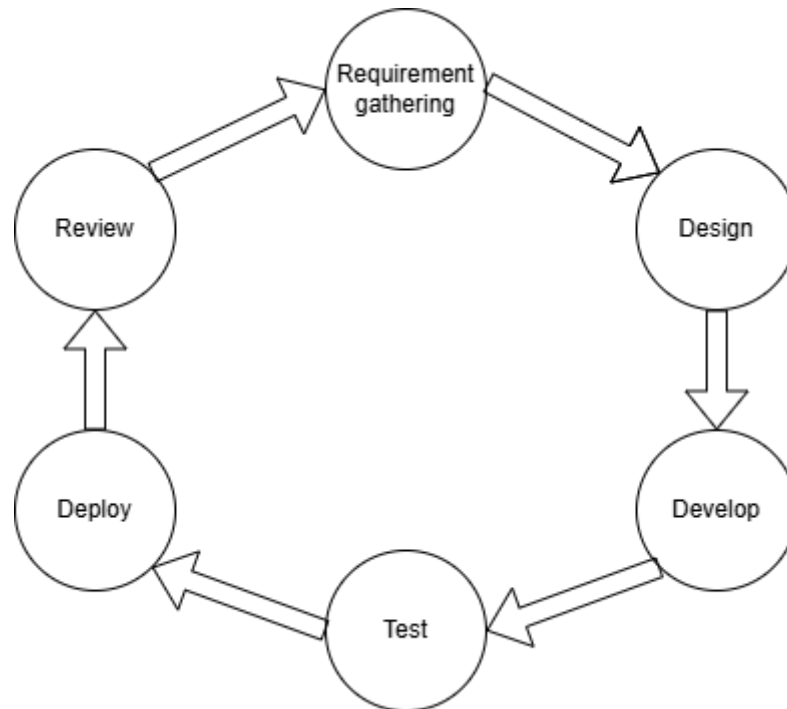 Requirement
gathering
Design
Develop
Test
Deploy
Review